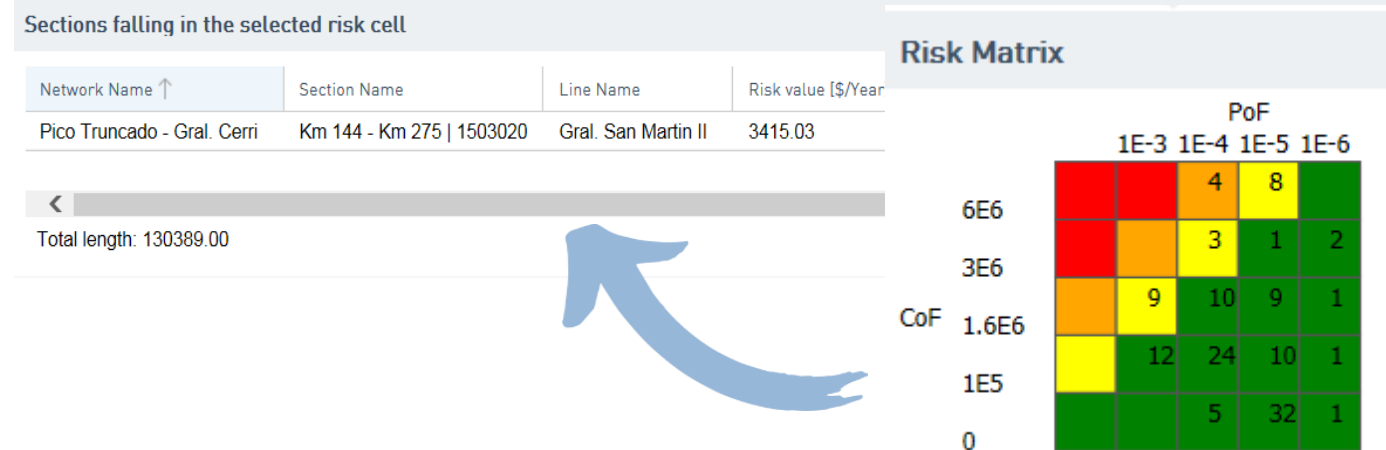 Sections falling in the selected risk cell
Network Name ↑ Section Name Line Name Risk value [$/Year
Pico Truncado - Gral. Cerri Km 144 - Km 275 | 1503020 Gral. San Martin II 3415.03
Total length: 130389.00
Risk Matrix
PoF
1E-3 1E-4 1E-5 1E-6
4 8
6E6
3 1 2
3E6
9 10 9 1
CoF 1.6E6
12 24 10 1
1E5
5 32 1
0